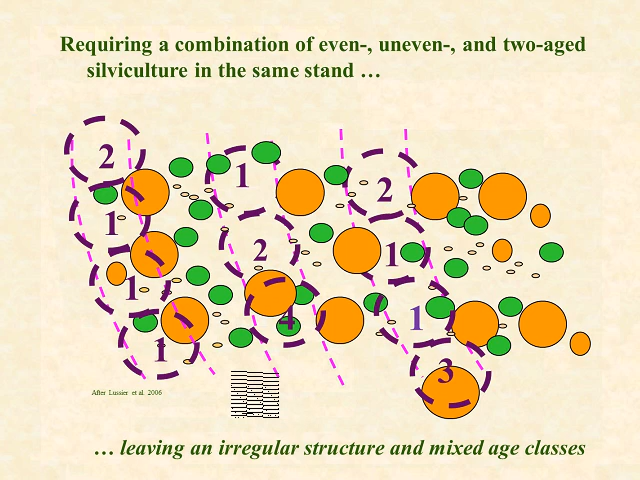 Requiring a combination of even-, uneven-, and two-aged
silviculture in the same stand …
2
1
2
1
2
1
1
4
1
1
3
After Lussier et al. 2006
… leaving an irregular structure and mixed age classes